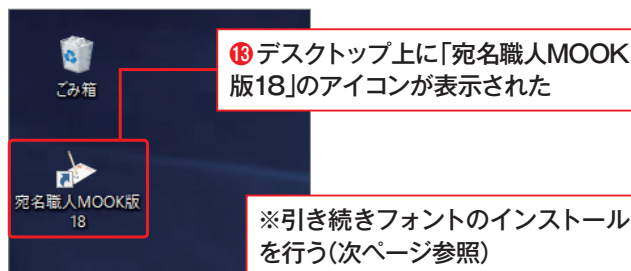 ごみ箱
⓭デスクトップ上に「宛名職人MOOK
版18」のアイコンが表示された
宛名職人MOOK版
18
※引き続きフォントのインストール
を行う(次ページ参照)